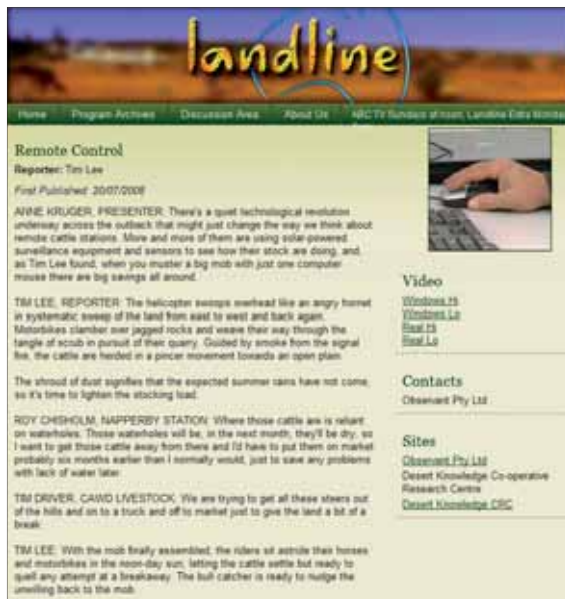 landline
Home Program Archives Discussion Area About Us ABC TV Sundays at noon, Landline Extra Monda
Remote Control
Reporter: Tim Lee
First Published: 20/07/2008
ANNE KRUGER, PRESENTER: There's a quiet technological revolution
underway across the outback that might just change the way we think about
remote cattle stations. More and more of them are using solar-powered
surveillance equipment and sensors to see how their stock are doing, and,
as Tim Lee found, when you muster a big mob with just one computer
mouse there are big savings all around.
TIM LEE, REPORTER: The helicopter swoops overhead like an angry hornet
in systematic sweep of the land from east to west and back again.
Motorbikes clamber over jagged rocks and weave their way through the
tangle of scrub in pursuit of their quarry. Guided by smoke from the signal
fire, the cattle are herded in a pincer movement towards an open plain.
The shroud of dust signifies that the expected summer rains have not come,
so it's time to lighten the stocking load.
ROY CHISHOLM, NAPPERBY STATION: Where those cattle are is reliant
on waterholes. Those waterholes will be, in the next month, they'll be dry, so
I want to get those cattle away from there and I'd have to put them on market
probably six months earlier than I normally would, just to save any problems
with lack of water later.
TIM DRIVER, CAWD LIVESTOCK: We are trying to get all these steers out
of the hills and on to a truck and off to market just to give the land a bit of a
break.
TIM LEE: With the mob finally assembled, the riders sit astride their horses
and motorbikes in the noon-day sun, letting the cattle settle but ready to
quell any attempt at a breakaway. The bull catcher is ready to nudge the
unwilling back to the mob.
Video
Windows Hi
Windows Lo
Real Hi
Real Lo
Contacts
Observant Pty Ltd
Sites
Observant Pty Ltd
Desert Knowledge Co-operative
Research Centre
Desert Knowledge CRC